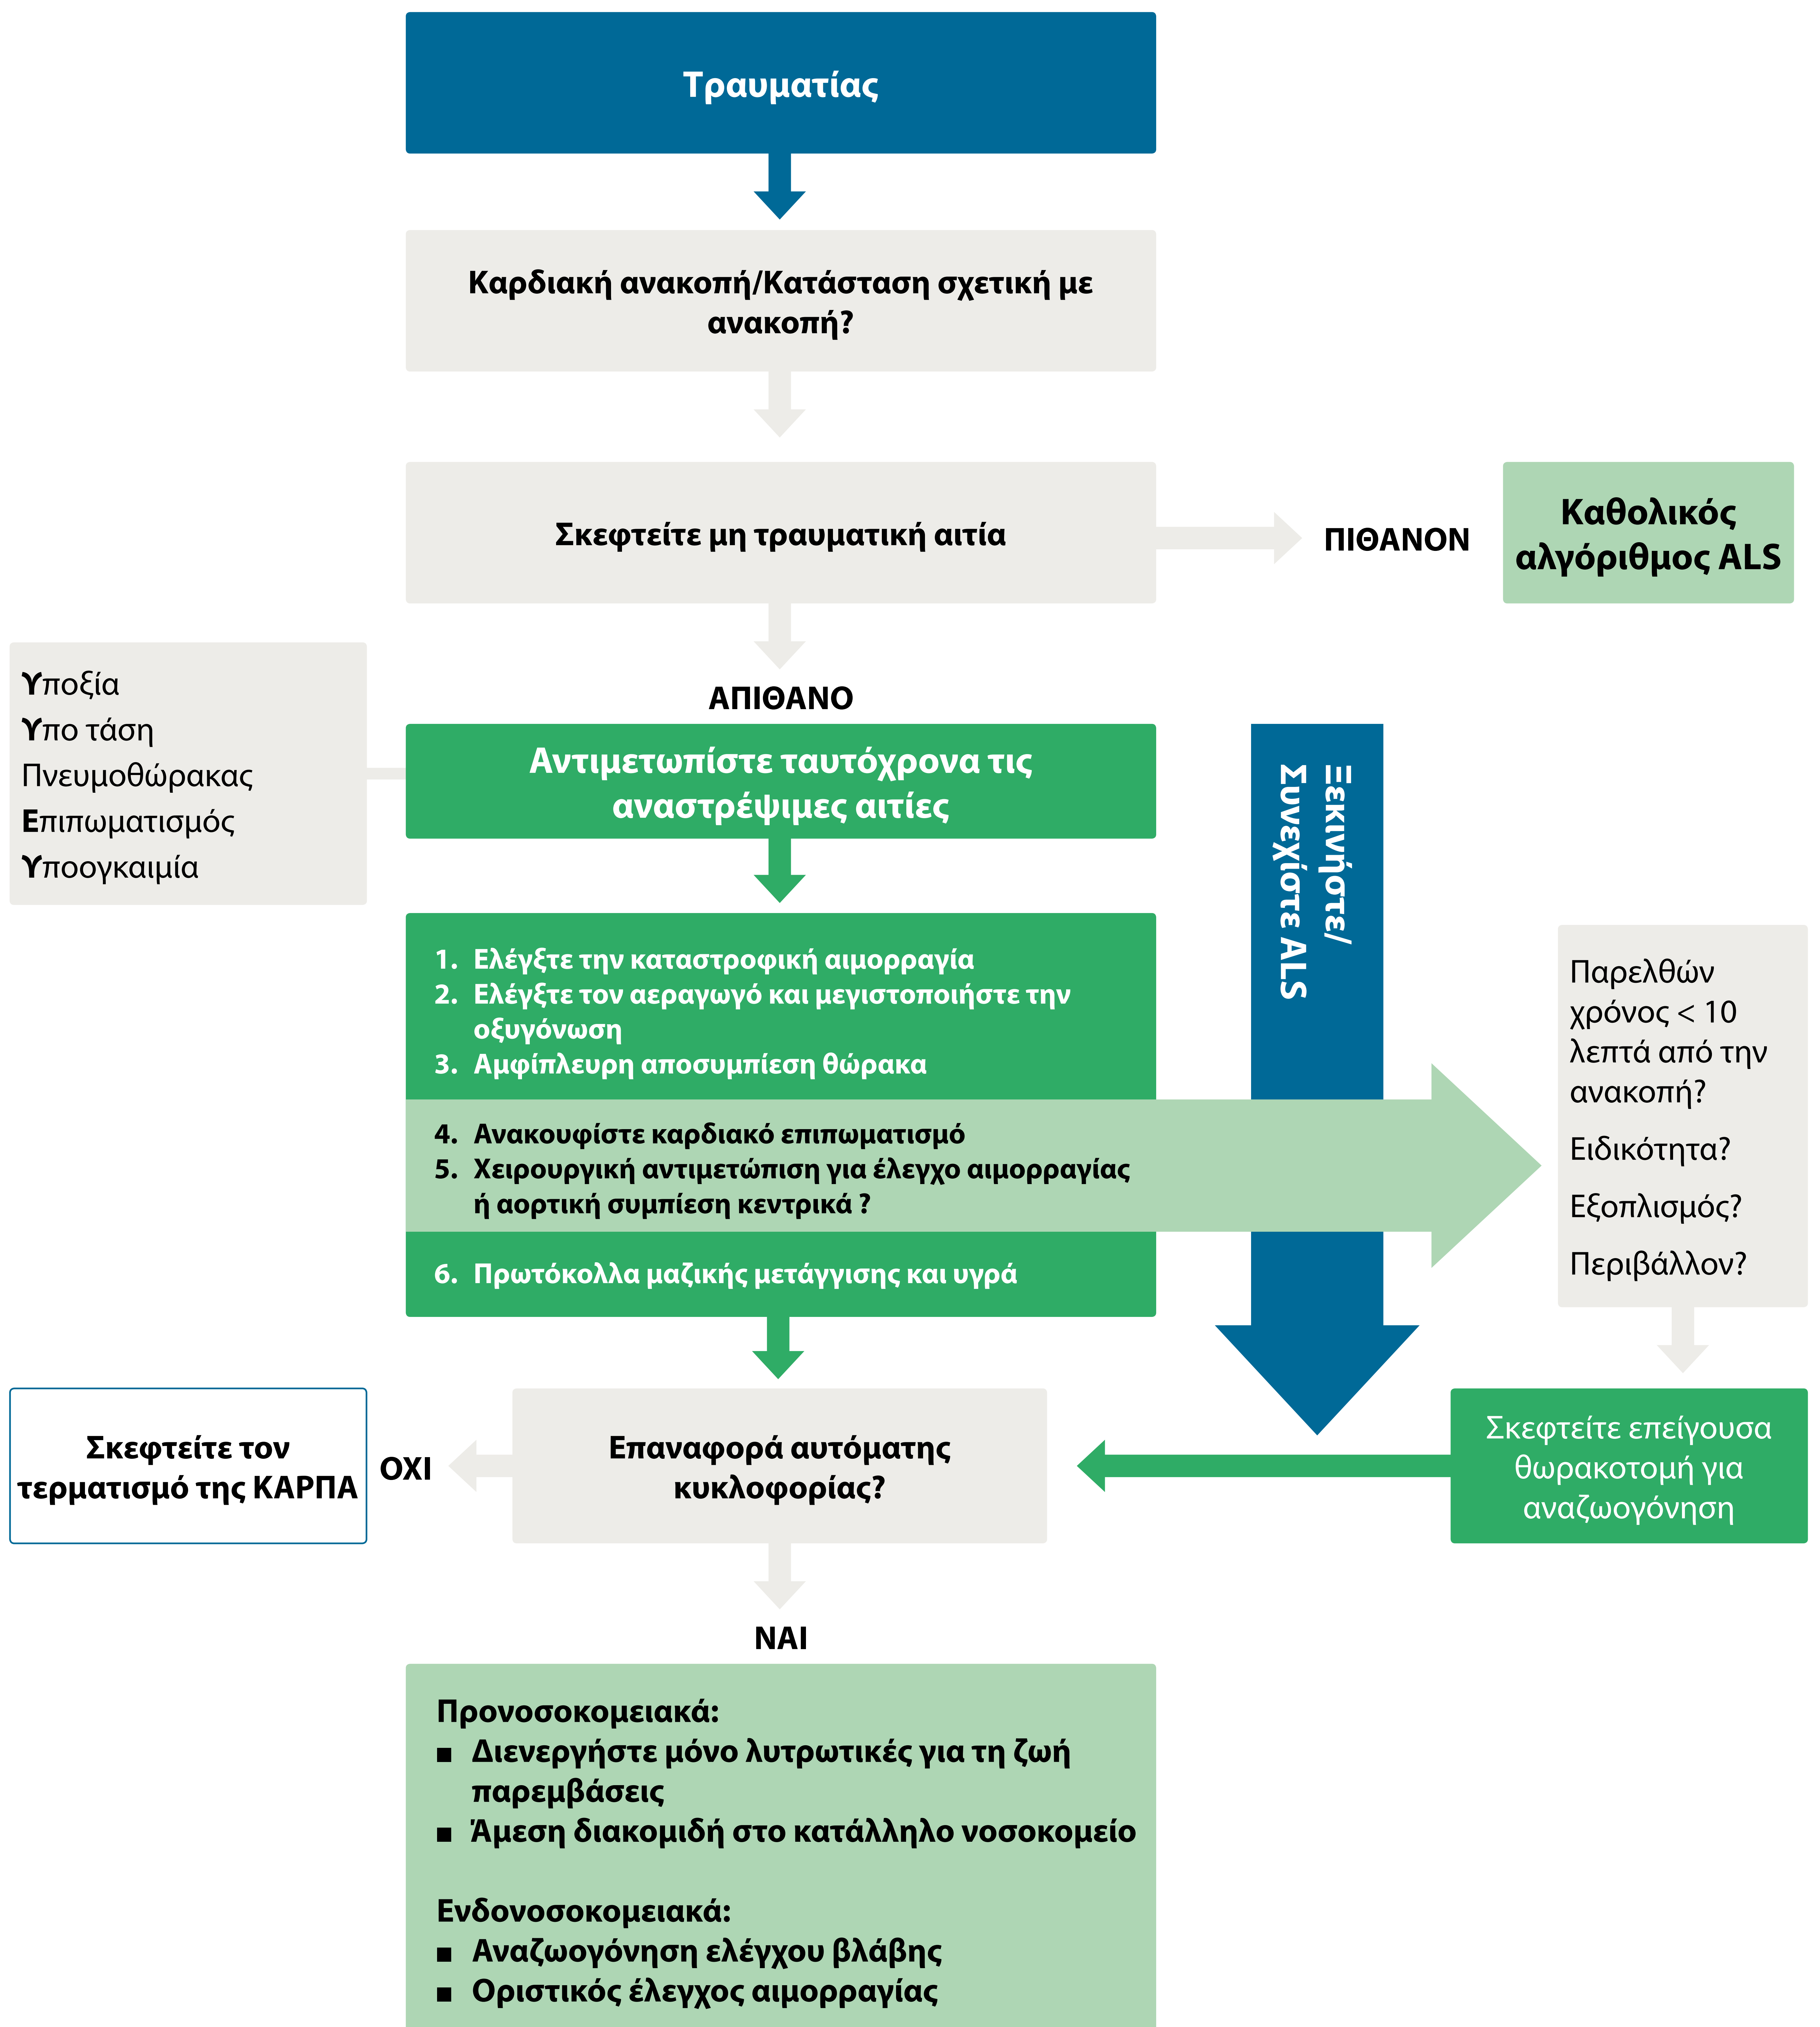 Τραυματίας
Καρδιακή ανακοπή/Κατάσταση σχετική με
ανακοπή?
Σκεφτείτε μη τραυματική αιτία
ΠΙΘΑΝΟΝ
Καθολικός
αλγόριθμος ALS
ΑΠΙΘΑΝΟ
Υποξία
Υπο τάση
Πνευμοθώρακας
Επιπωματισμός
Υποογκαιμία
Αντιμετωπίστε ταυτόχρονα τις
αναστρέψιμες αιτίες
Ξεκινήστε/
Συνεχίστε ALS
1. Ελέγξτε την καταστροφική αιμορραγία
2. Ελέγξτε τον αεραγωγό και μεγιστοποιήστε την
οξυγόνωση
3. Αμφίπλευρη αποσυμπίεση θώρακα
4. Ανακουφίστε καρδιακό επιπωματισμό
5. Χειρουργική αντιμετώπιση για έλεγχο αιμορραγίας
ή αορτική συμπίεση κεντρικά ?
6. Πρωτόκολλα μαζικής μετάγγισης και υγρά
Παρελθών
χρόνος < 10
λεπτά από την
ανακοπή?
Ειδικότητα?
Εξοπλισμός?
Περιβάλλον?
Σκεφτείτε επείγουσα
θωρακοτομή για
αναζωογόνηση
Επαναφορά αυτόματης
κυκλοφορίας?
ΟΧΙ
Σκεφτείτε τον
τερματισμό της ΚΑΡΠΑ
ΝΑΙ
Προνοσοκομειακά:
▪ Διενεργήστε μόνο λυτρωτικές για τη ζωή
παρεμβάσεις
▪ Άμεση διακομιδή στο κατάλληλο νοσοκομείο
Ενδονοσοκομειακά:
▪ Αναζωογόνηση ελέγχου βλάβης
▪ Οριστικός έλεγχος αιμορραγίας